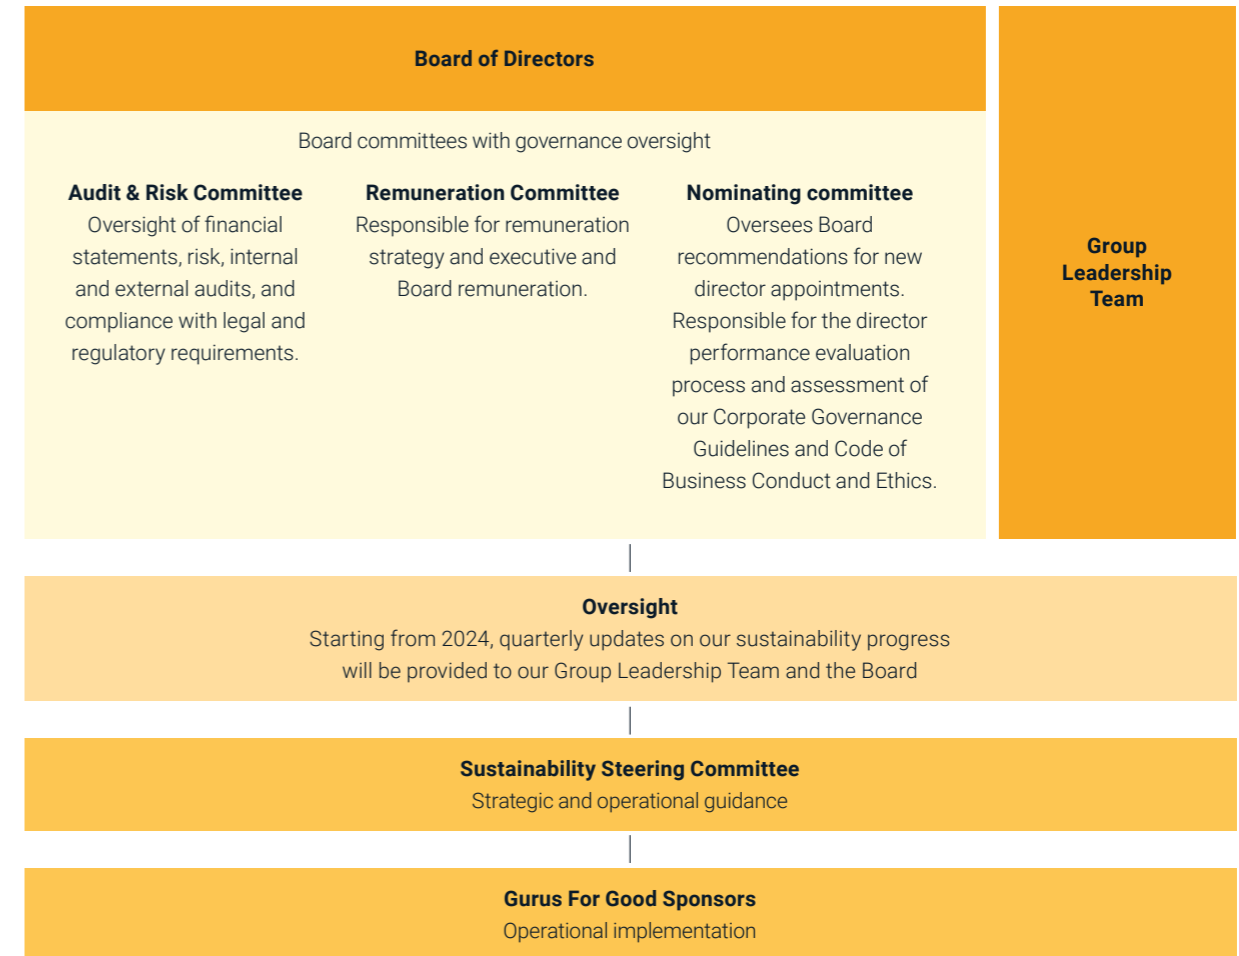 Board of Directors
Board committees with governance oversight
Audit & Risk Committee
Oversight of financial
statements, risk, internal
and external audits, and
compliance with legal and
regulatory requirements.
Remuneration Committee
Responsible for remuneration
strategy and executive and
Board remuneration.
Nominating committee
Oversees Board
recommendations for new
director appointments.
Responsible for the director
performance evaluation
process and assessment of
our Corporate Governance
Guidelines and Code of
Business Conduct and Ethics.
Group
Leadership
Team
Oversight
Starting from 2024, quarterly updates on our sustainability progress
will be provided to our Group Leadership Team and the Board
Sustainability Steering Committee
Strategic and operational guidance
Gurus For Good Sponsors
Operational implementation